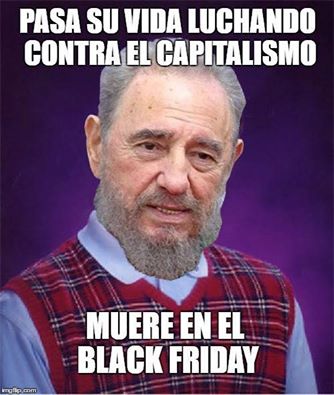 PASA SU VIDA LUCHANDO
CONTRA EL CAPITALISMO
MUERE EN EL
BLACK FRIDAY
imgflip.com